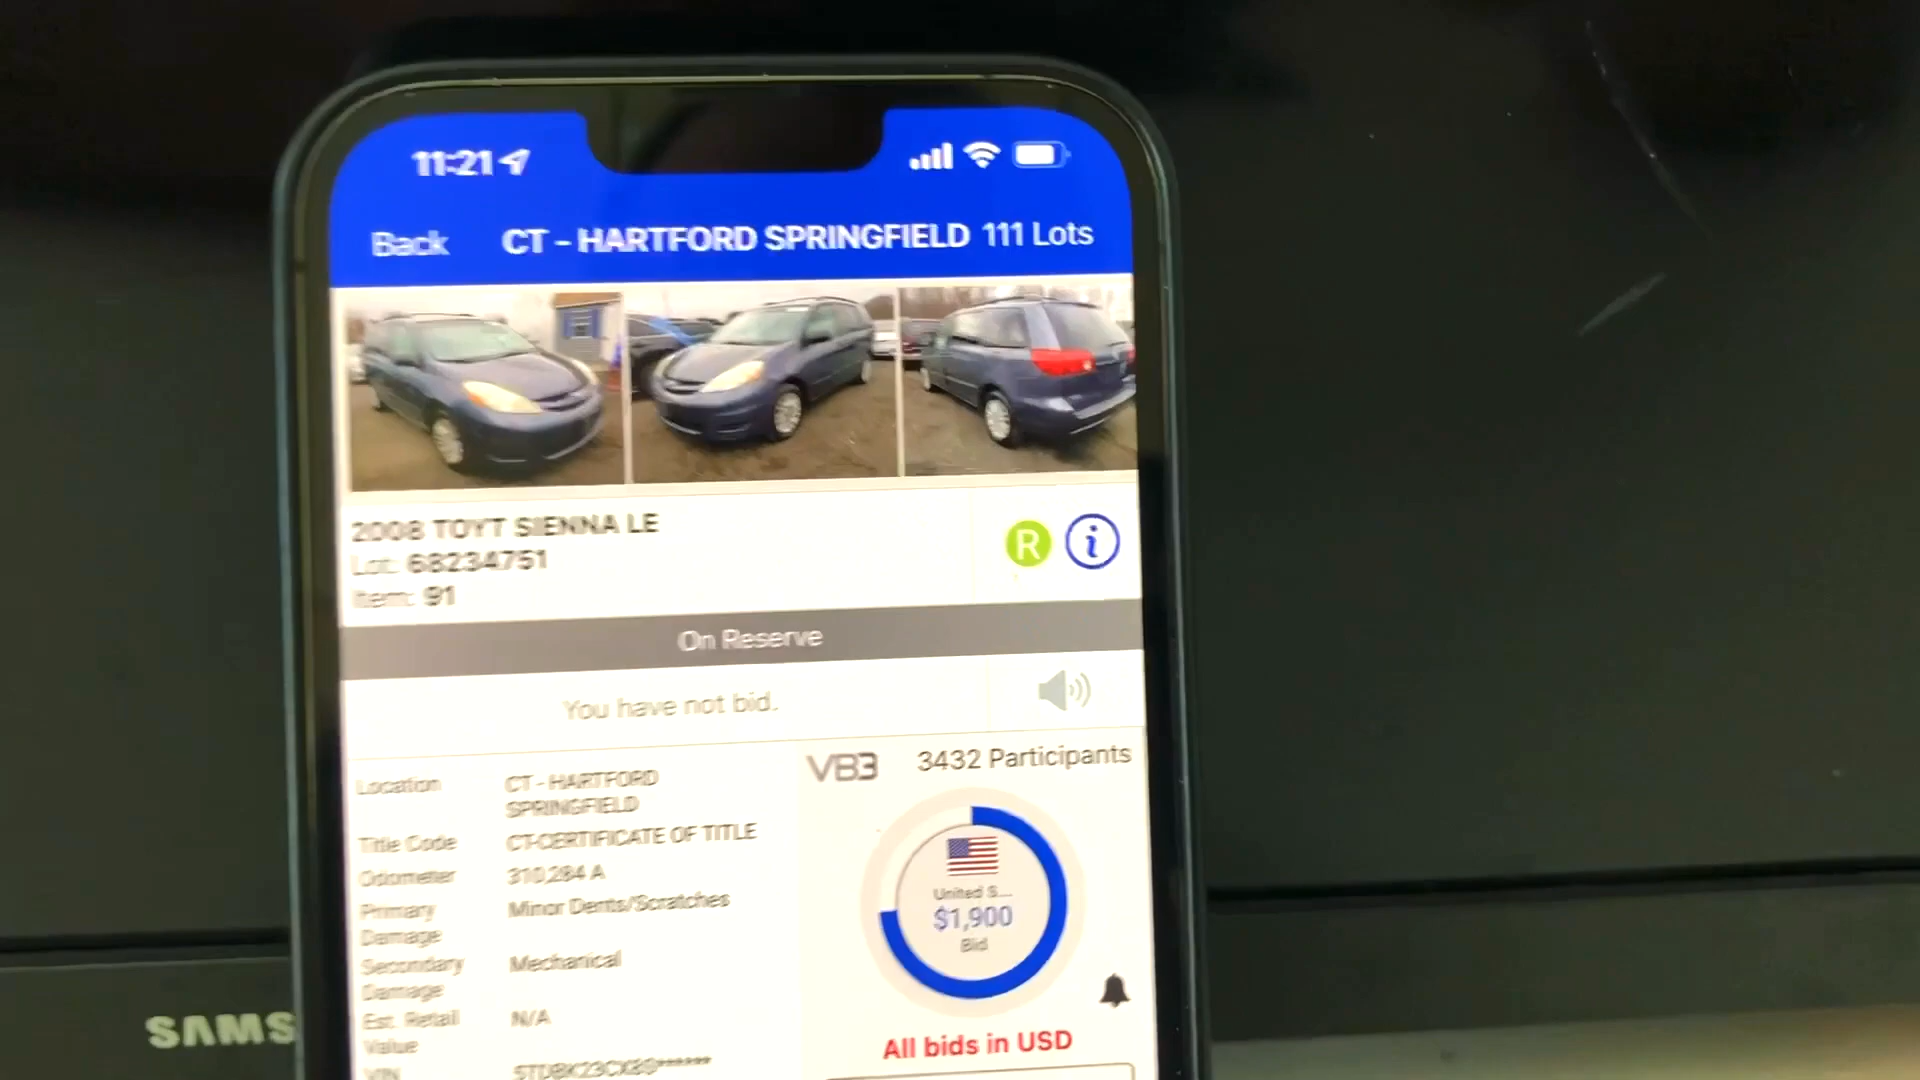 11:21
Back CT - HARTFORD SPRINGFIELD 111 Lots
2008 TOYT SIENNA LE
Lot: 68234751
Item: 91
R i
On Reserve
You have not bid.
VB3 3432 Participants
Location CT - HARTFORD
SPRINGFIELD
Title Code CT-CERTIFICATE OF TITLE
Odometer 310,284 A
Primary Damage Minor Dents/Scratches
Secondary Damage Mechanical
Est. Retail Value N/A
VIN 5TDBK23CX8S******
United S...
$1,900
Bid
All bids in USD
SAMS